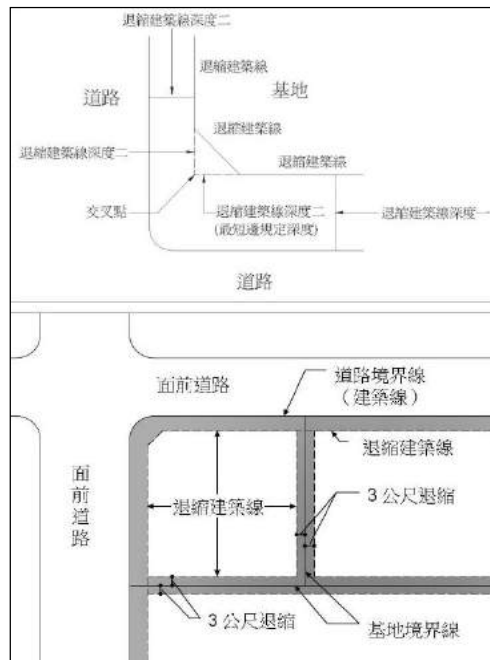 退縮建築線深度二
退縮建築線
道路
基地
退縮建築線
退縮建築線深度二
退縮建築線
交叉點
退縮建築線深度二
(最短邊規定深度)
退縮建築線深度
道路
面前道路
道路境界線
(建築線)
面前道路
退縮建築線
退縮建築線
3公尺退縮
3公尺退縮
基地境界線